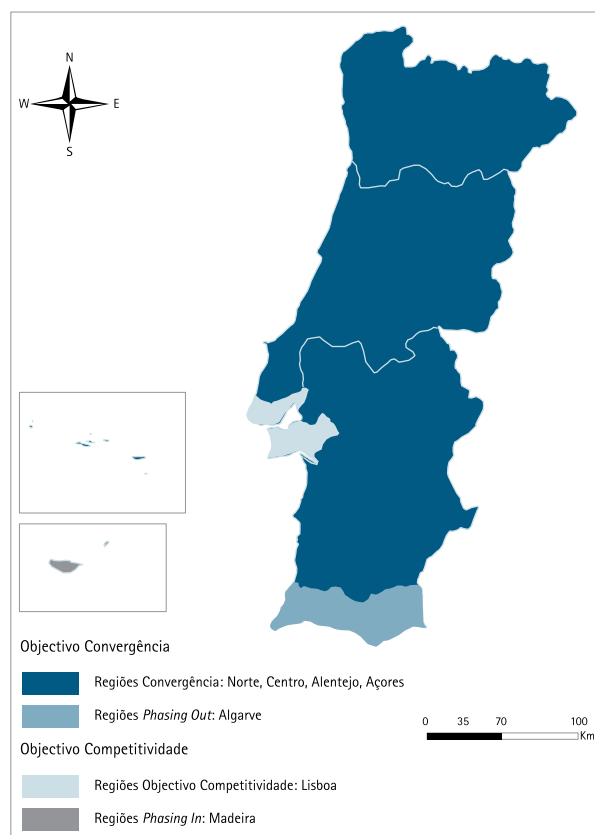 N
W E
S
Objectivo Convergência
Regiões Convergência: Norte, Centro, Alentejo, Açores
Regiões Phasing Out: Algarve
0 35 70 100
Km
Objectivo Competitividade
Regiões Objectivo Competitividade: Lisboa
Regiões Phasing In: Madeira